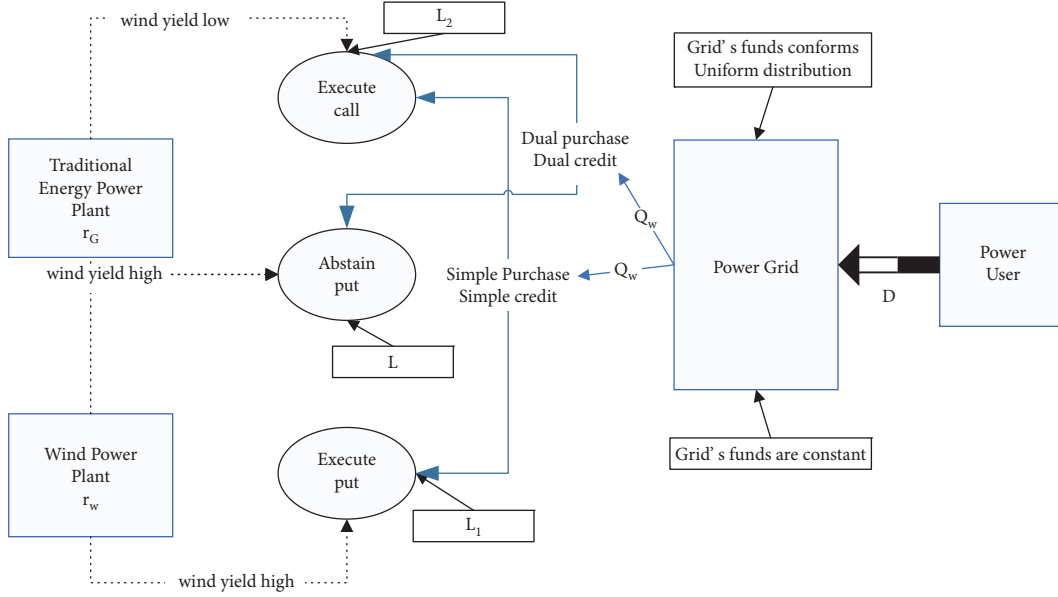 wind yield low
L2
Execute
call
Grid' s funds conforms
Uniform distribution
Traditional
Energy Power
Plant
rG
Dual purchase
Dual credit
Qw
wind yield high
Abstain
put
Simple Purchase
Simple credit
Qw
Power Grid
D
Power
User
L
Wind Power
Plant
rw
Execute
put
L1
Grid' s funds are constant
wind yield high